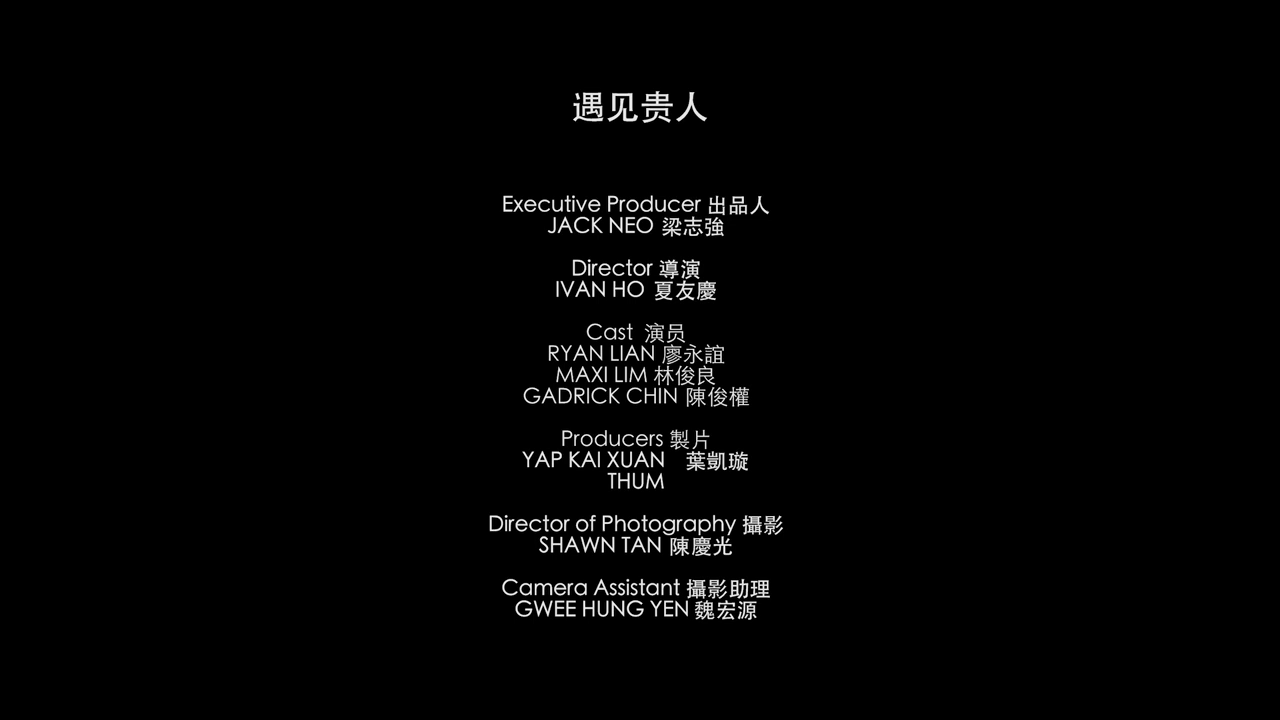 遇见贵人
Executive Producer 出品人
JACK NEO 梁志強
Director 導演
IVAN HO 夏友慶
Cast 演员
RYAN LIAN 廖永誼
MAXI LIM 林俊良
GADRICK CHIN 陳俊權
Producers 製片
YAP KAI XUAN 葉凱璇
THUM
Director of Photography 攝影
SHAWN TAN 陳慶光
Camera Assistant 攝影助理
GWEE HUNG YEN 魏宏源